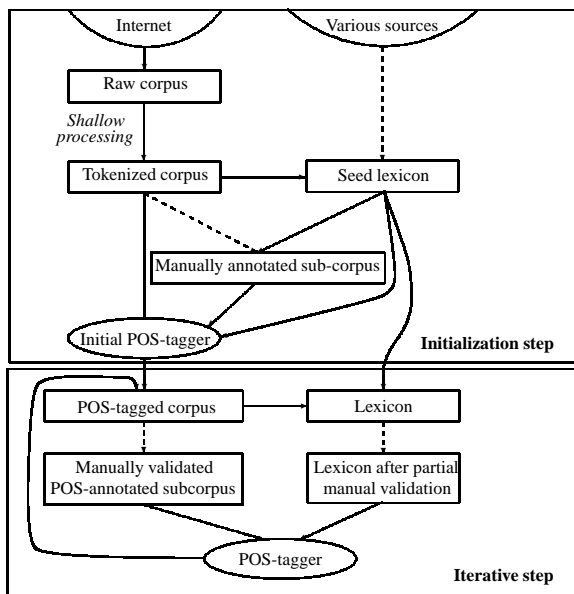 Internet
Various sources
Raw corpus
Shallow
processing
Tokenized corpus
Seed lexicon
Manually annotated sub-corpus
Initial POS-tagger
Initialization step
POS-tagged corpus
Lexicon
Manually validated
POS-annotated subcorpus
Lexicon after partial
manual validation
POS-tagger
Iterative step